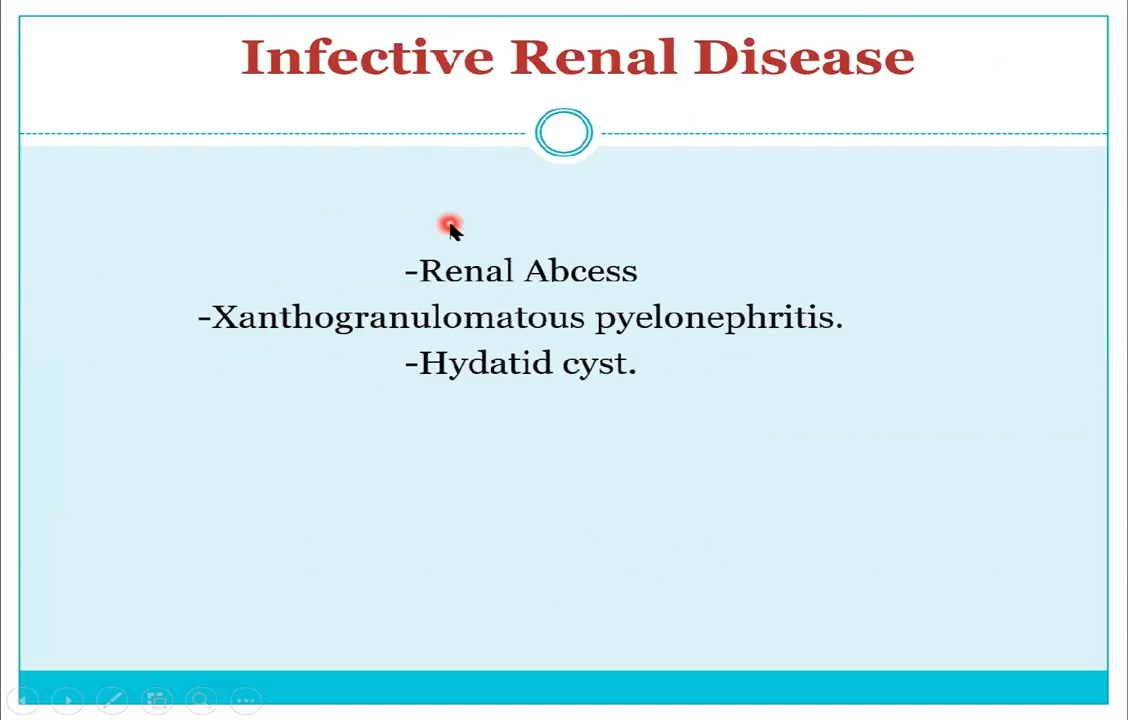 Infective Renal Disease
-Renal Abcess
-Xanthogranulomatous pyelonephritis.
-Hydatid cyst.